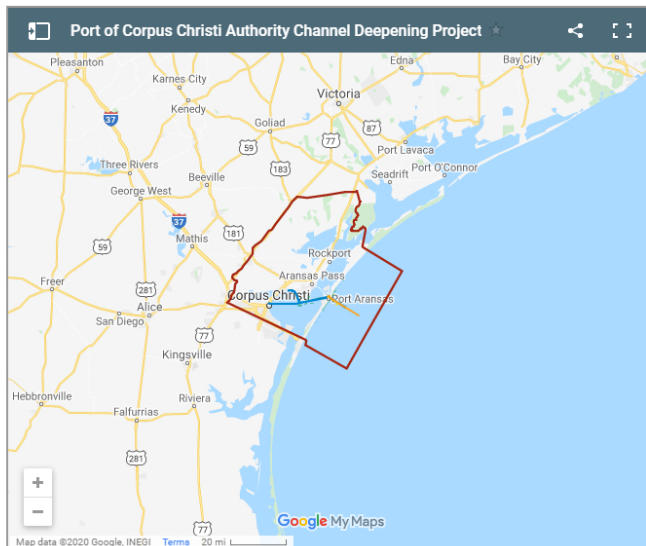 Port of Corpus Christi Authority Channel Deepening Project
Pleasanton
Edna
Bay City
Karnes City
Victoria
Kenedy
37
Goliad
87
77
59
Port Lavaca
Three Rivers
183
Seadrift
Port O'Connor
George West
Beeville
37
181
59
Mathis
Rockport
Freer
281
Aransas Pass
Corpus Christi
Port Aransas
Alice
San Diego
77
Kingsville
Hebbronville
Riviera
Falfurrias
281
+
−
77
Google My Maps
Map data ©2020 Google, INEGI Terms 20 mi